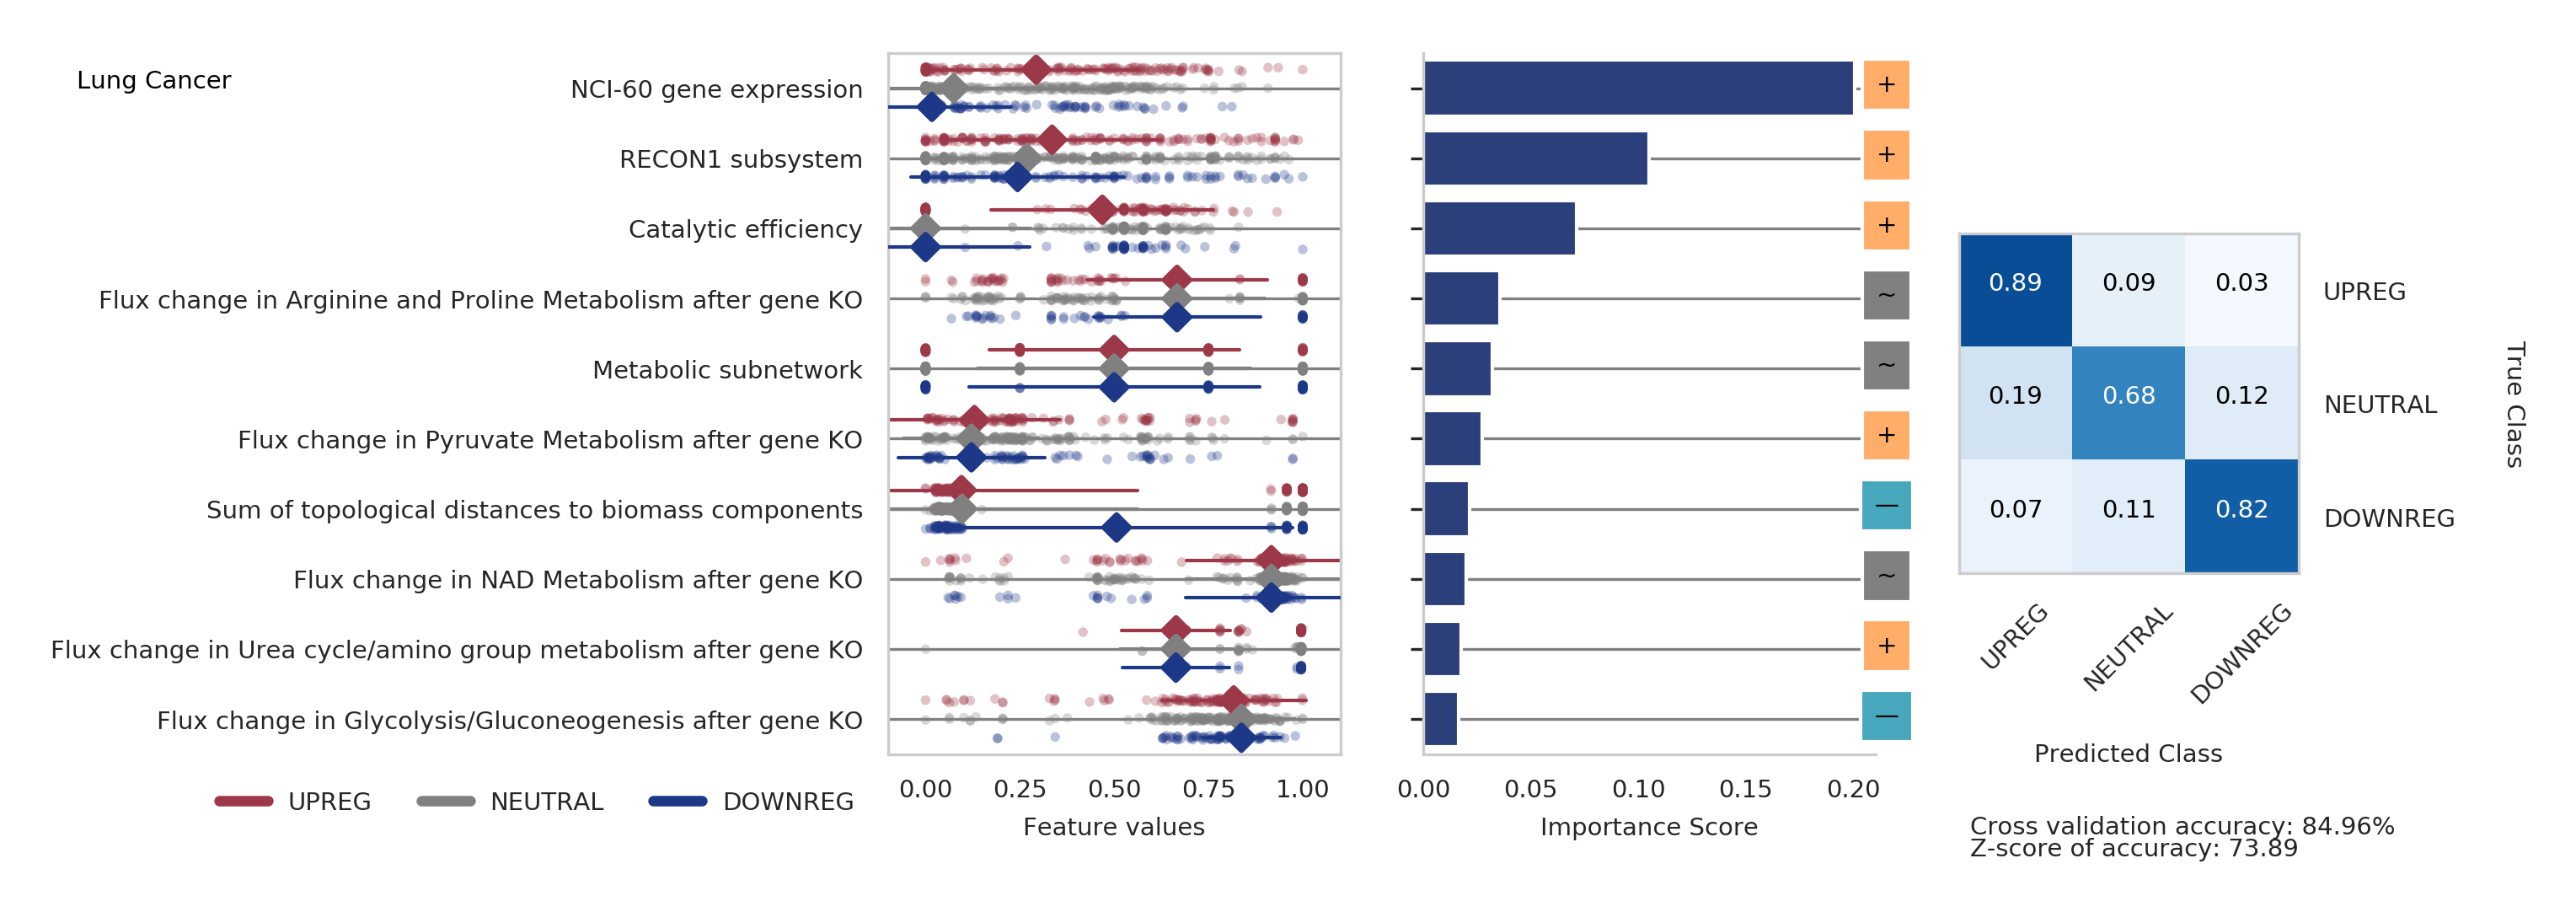 Lung Cancer
NCI-60 gene expression
RECON1 subsystem
Catalytic efficiency
Flux change in Arginine and Proline Metabolism after gene KO
Metabolic subnetwork
Flux change in Pyruvate Metabolism after gene KO
Sum of topological distances to biomass components
Flux change in NAD Metabolism after gene KO
Flux change in Urea cycle/amino group metabolism after gene KO
Flux change in Glycolysis/Gluconeogenesis after gene KO
UPREG NEUTRAL DOWNREG
0.00 0.25 0.50 0.75 1.00
Feature values
+
+
+
~
~
+
—
~
+
—
0.00 0.05 0.10 0.15 0.20
Importance Score
0.89 0.09 0.03 UPREG
0.19 0.68 0.12 NEUTRAL
0.07 0.11 0.82 DOWNREG
True Class
UPREG NEUTRAL DOWNREG
Predicted Class
Cross validation accuracy: 84.96%
Z-score of accuracy: 73.89